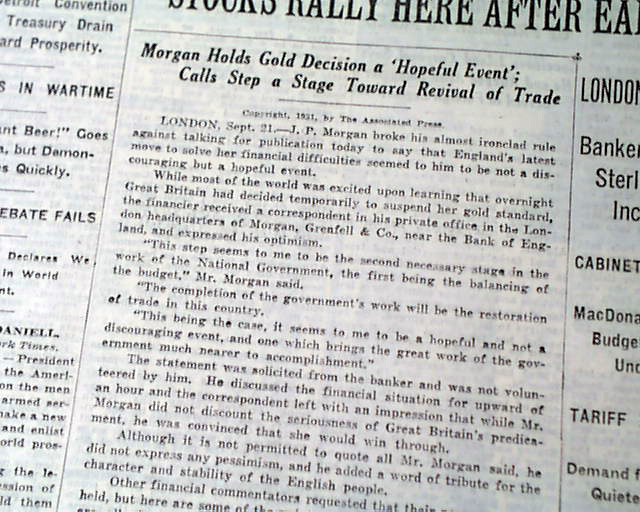 etroit Convention
Treasury Drain
ard Prosperity.
S IN WARTIME
nt Beer!" Goes
a, but Demon-
s Quickly.
EBATE FAILS
Declares We
in World
nt.
DANIELL.
ork Times.
— President
the Ameri-
on the men
armed ser-
make a new
and enlist
orld pros-
g the le-
ession of
ld them
STOCKS RALLY HERE AFTER EA
Morgan Holds Gold Decision a 'Hopeful Event';
Calls Step a Stage Toward Revival of Trade
Copyright, 1931, by The Associated Press.
LONDON, Sept. 21.—J. P. Morgan broke his almost ironclad rule
against talking for publication today to say that England's latest
move to solve her financial difficulties seemed to him to be not a dis-
couraging but a hopeful event.
While most of the world was excited upon learning that overnight
Great Britain had decided temporarily to suspend her gold standard,
the financier received a correspondent in his private office in the Lon-
don headquarters of Morgan, Grenfell & Co., near the Bank of Eng-
land, and expressed his optimism.
"This step seems to me to be the second necessary stage in the
work of the National Government, the first being the balancing of
the budget," Mr. Morgan said.
"The completion of the government's work will be the restoration
of trade in this country.
"This being the case, it seems to me to be a hopeful and not a
discouraging event, and one which brings the great work of the gov-
ernment much nearer to accomplishment."
The statement was solicited from the banker and was not volun-
teered by him. He discussed the financial situation for upward of
an hour and the correspondent left with an impression that while Mr.
Morgan did not discount the seriousness of Great Britain's predica-
ment, he was convinced that she would win through.
Although it is not permitted to quote all Mr. Morgan said, he
did not express any pessimism, and he added a word of tribute for the
character and stability of the English people.
Other financial commentators requested that their
held, but here are some of the
LONDON
Banker
Sterl
Inc
CABINET
MacDona
Budge
Un
TARIFF
Demand f
Quiete